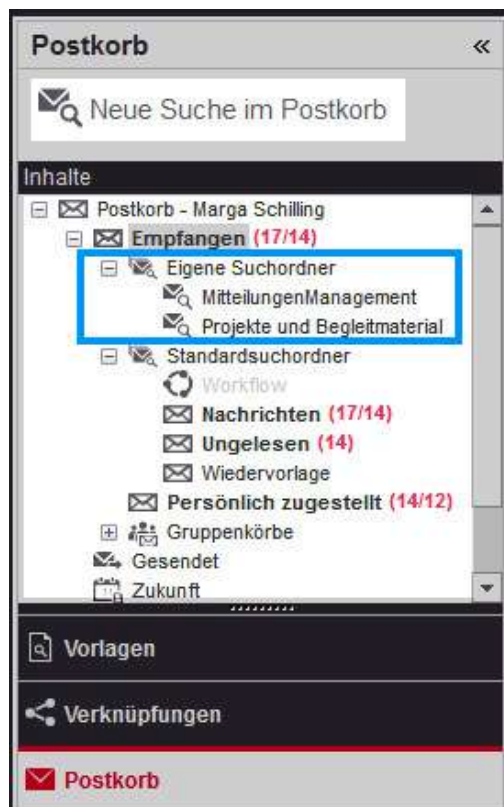 Postkorb «
Neue Suche im Postkorb
Inhalte
Postkorb - Marga Schilling
Empfangen (17/14)
Eigene Suchordner
MitteilungenManagement
Projekte und Begleitmaterial
Standardsuchordner
Workflow
Nachrichten (17/14)
Ungelesen (14)
Wiedervorlage
Persönlich zugestellt (14/12)
Gruppenkörbe
Gesendet
Zukunft
Vorlagen
Verknüpfungen
Postkorb